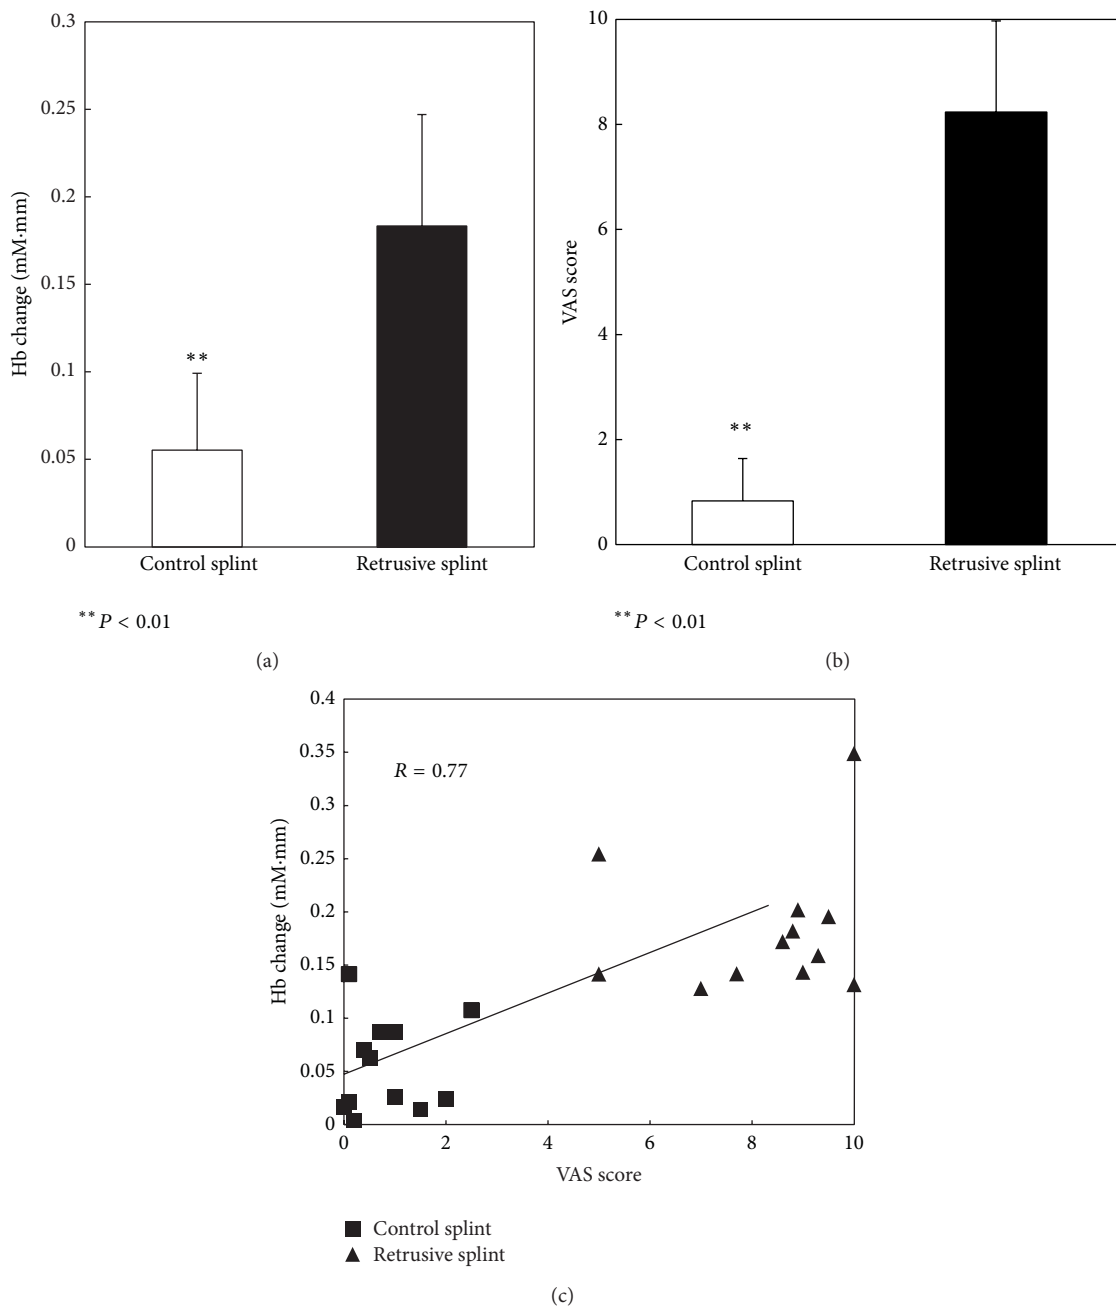 0.3
0.25
0.2
0.15
0.1
0.05
0
Hb change (mM·mm)
**
Control splint
Retrusive splint
** P < 0.01
(a)
10
8
6
4
2
0
VAS score
**
Control splint
Retrusive splint
** P < 0.01
(b)
0.4
0.35
0.3
0.25
0.2
0.15
0.1
0.05
0
Hb change (mM·mm)
R = 0.77
0 2 4 6 8 10
VAS score
Control splint
Retrusive splint
(c)